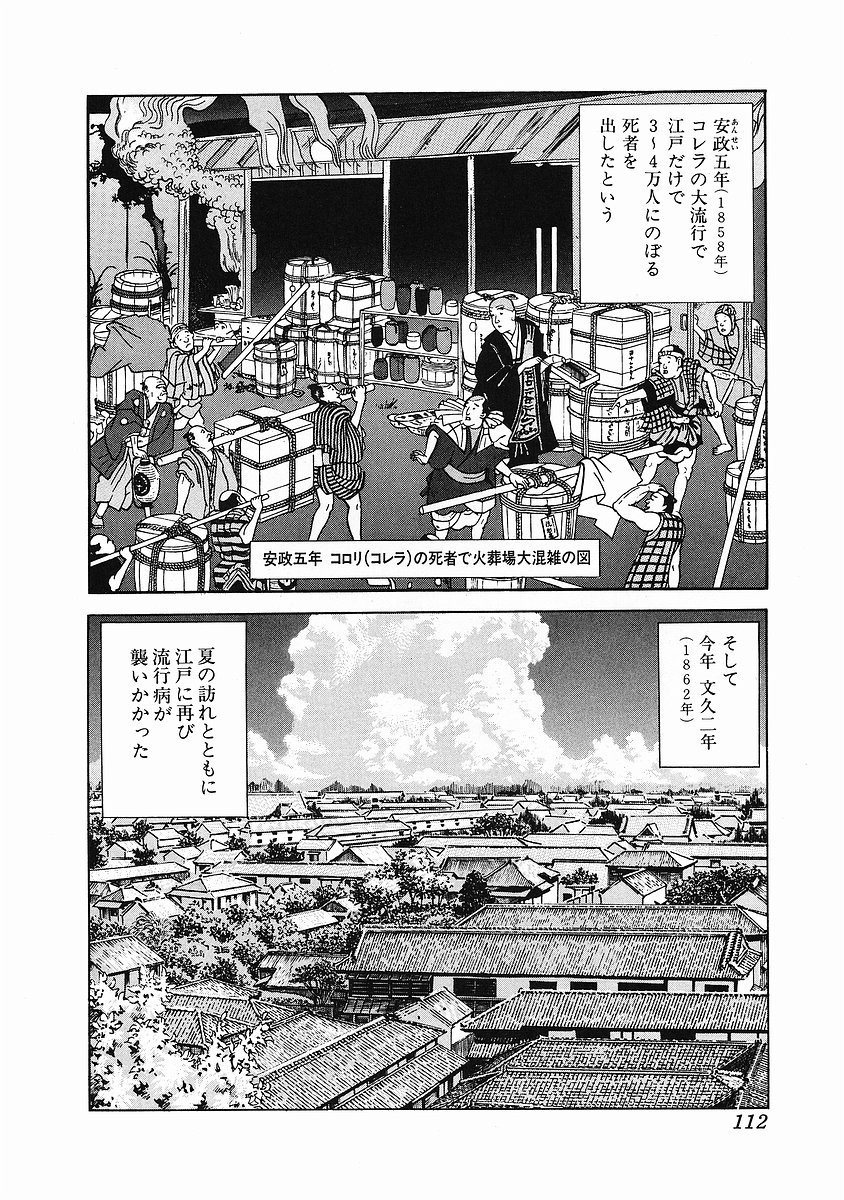 安政五年(1858年)
コレラの大流行で
江戸だけで
3〜4万人にのぼる
死者を
出したという
安政五年 コロリ(コレラ)の死者で火葬場大混雑の図
そして
今年 文久二年
(1862年)
夏の訪れとともに
江戸に再び
流行病が
襲いかかった
112